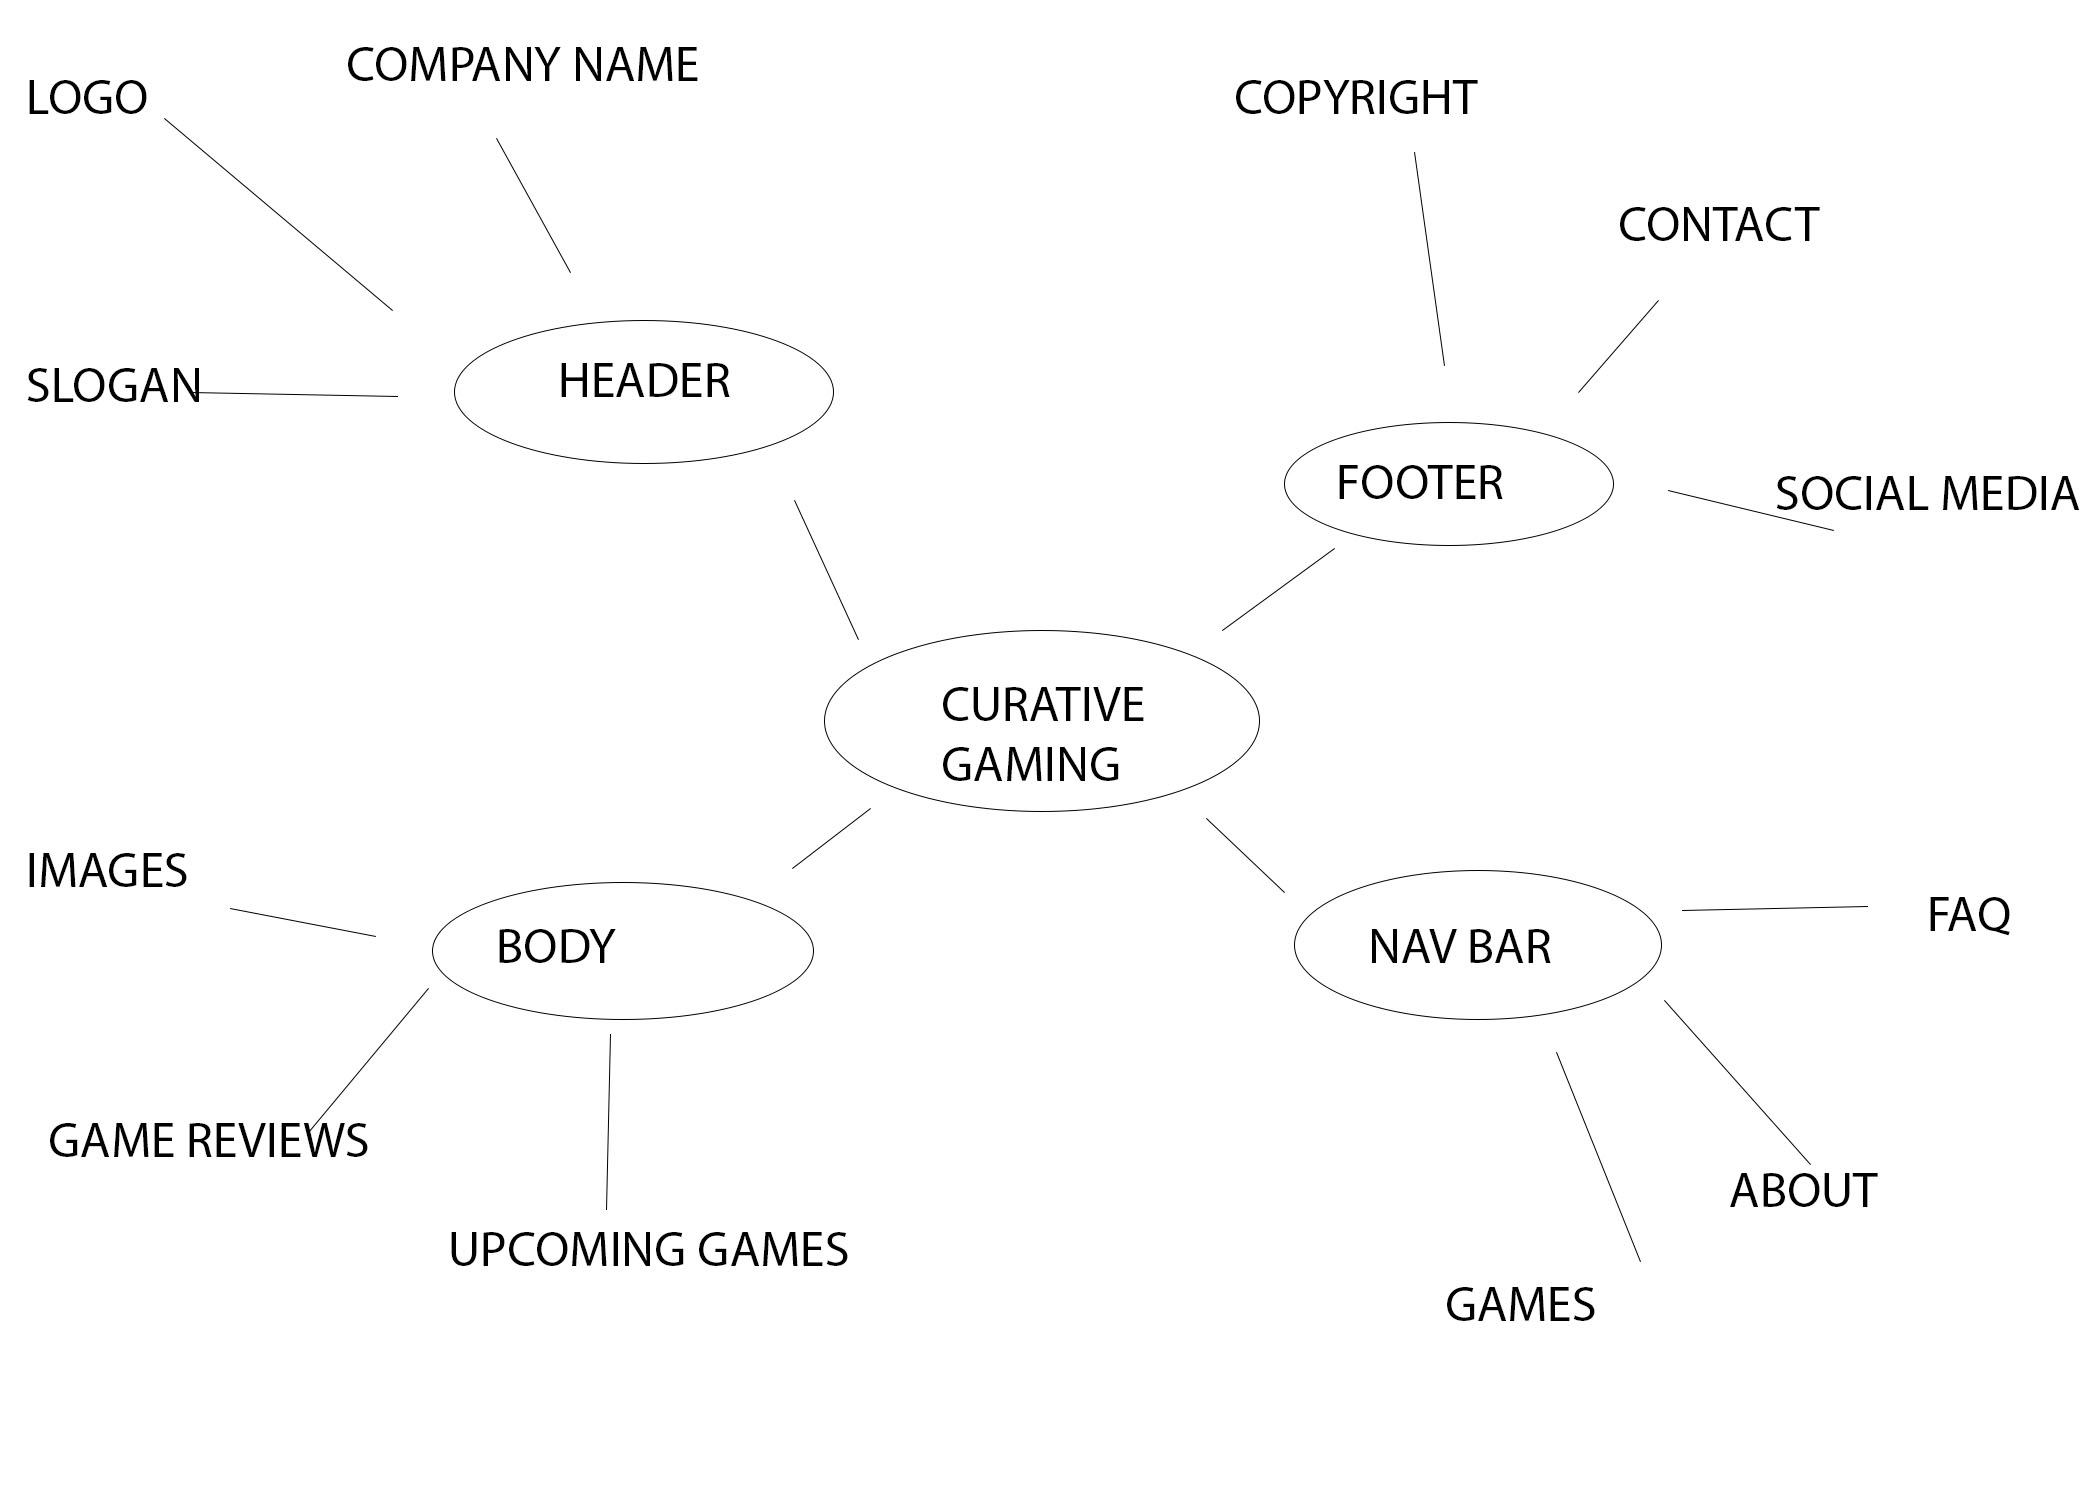 COMPANY NAME
LOGO
COPYRIGHT
CONTACT
HEADER
SLOGAN
FOOTER
SOCIAL MEDIA
CURATIVE
GAMING
IMAGES
BODY
NAV BAR
FAQ
GAME REVIEWS
ABOUT
UPCOMING GAMES
GAMES